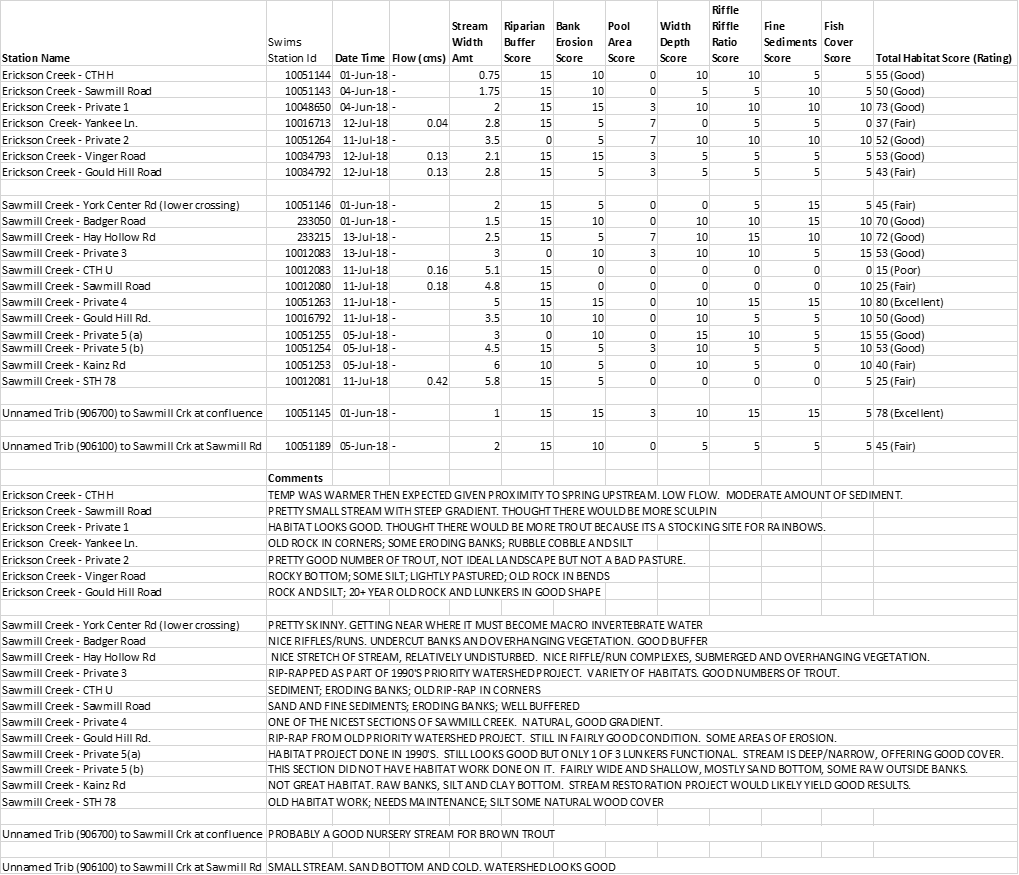 Station Name Swims Station Id Date Time Flow (cms) Stream Width Amt Riparian Buffer Score Bank Erosion Score Pool Area Score Width Depth Score Riffle Riffle Ratio Score Fine Sediments Score Fish Cover Score Total Habitat Score (Rating)
Erickson Creek - CTH H 10051144 01-Jun-18 - 0.75 15 10 0 10 10 5 5 55 (Good)
Erickson Creek - Sawmill Road 10051143 04-Jun-18 - 1.75 15 10 0 5 5 10 5 50 (Good)
Erickson Creek - Private 1 10048650 04-Jun-18 - 2 15 15 3 10 10 10 10 73 (Good)
Erickson Creek- Yankee Ln. 10016713 12-Jul-18 0.04 2.8 15 5 7 0 5 5 0 37 (Fair)
Erickson Creek - Private 2 10051264 11-Jul-18 - 3.5 0 5 7 10 10 10 10 52 (Good)
Erickson Creek - Vinger Road 10034793 12-Jul-18 0.13 2.1 15 15 3 5 5 5 5 53 (Good)
Erickson Creek - Gould Hill Road 10034792 12-Jul-18 0.13 2.8 15 5 3 5 5 5 5 43 (Fair)
Sawmill Creek - York Center Rd (lower crossing) 10051146 01-Jun-18 - 2 15 5 0 0 5 15 5 45 (Fair)
Sawmill Creek - Badger Road 233050 01-Jun-18 - 1.5 15 10 0 10 10 15 10 70 (Good)
Sawmill Creek - Hay Hollow Rd 233215 13-Jul-18 - 2.5 15 5 7 10 15 10 10 72 (Good)
Sawmill Creek - Private 3 10012083 13-Jul-18 - 3 0 10 3 10 10 5 15 53 (Good)
Sawmill Creek - CTH U 10012083 11-Jul-18 0.16 5.1 15 0 0 0 0 0 0 15 (Poor)
Sawmill Creek - Sawmill Road 10012080 11-Jul-18 0.18 4.8 15 0 0 0 0 0 10 25 (Fair)
Sawmill Creek - Private 4 10051263 11-Jul-18 - 5 15 15 0 10 15 15 10 80 (Excellent)
Sawmill Creek - Gould Hill Rd. 10016792 11-Jul-18 - 3.5 10 10 0 10 5 5 10 50 (Good)
Sawmill Creek - Private 5 (a) 10051255 05-Jul-18 - 3 0 10 0 15 10 5 15 55 (Good)
Sawmill Creek - Private 5 (b) 10051254 05-Jul-18 - 4.5 15 5 3 10 5 5 10 53 (Good)
Sawmill Creek - Kainz Rd 10051253 05-Jul-18 - 6 10 5 0 10 5 0 10 40 (Fair)
Sawmill Creek - STH 78 10012081 11-Jul-18 0.42 5.8 15 5 0 0 0 0 5 25 (Fair)
Unnamed Trib (906700) to Sawmill Crk at confluence 10051145 01-Jun-18 - 1 15 15 3 10 15 15 5 78 (Excellent)
Unnamed Trib (906100) to Sawmill Crk at Sawmill Rd 10051189 05-Jun-18 - 2 15 10 0 5 5 5 5 45 (Fair)
Comments
Erickson Creek - CTH H TEMP WAS WARMER THEN EXPECTED GIVEN PROXIMITY TO SPRING UPSTREAM. LOW FLOW. MODERATE AMOUNT OF SEDIMENT.
Erickson Creek - Sawmill Road PRETTY SMALL STREAM WITH STEEP GRADIENT. THOUGHT THERE WOULD BE MORE SCULPIN
Erickson Creek - Private 1 HABITAT LOOKS GOOD. THOUGHT THERE WOULD BE MORE TROUT BECAUSE ITS A STOCKING SITE FOR RAINBOWS.
Erickson Creek- Yankee Ln. OLD ROCK IN CORNERS; SOME ERODING BANKS; RUBBLE COBBLE AND SILT
Erickson Creek - Private 2 PRETTY GOOD NUMBER OF TROUT, NOT IDEAL LANDSCAPE BUT NOT A BAD PASTURE.
Erickson Creek - Vinger Road ROCKY BOTTOM; SOME SILT; LIGHTLY PASTURED; OLD ROCK IN BENDS
Erickson Creek - Gould Hill Road ROCK AND SILT; 20+ YEAR OLD ROCK AND LUNKERS IN GOOD SHAPE
Sawmill Creek - York Center Rd (lower crossing) PRETTY SKINNY. GETTING NEAR WHERE IT MUST BECOME MACRO INVERTEBRATE WATER
Sawmill Creek - Badger Road NICE RIFFLES/RUNS. UNDERCUT BANKS AND OVERHANGING VEGETATION. GOOD BUFFER
Sawmill Creek - Hay Hollow Rd NICE STRETCH OF STREAM, RELATIVELY UNDISTURBED. NICE RIFFLE/RUN COMPLEXES, SUBMERGED AND OVERHANGING VEGETATION.
Sawmill Creek - Private 3 RIP-RAPPED AS PART OF 1990'S PRIORITY WATERSHED PROJECT. VARIETY OF HABITATS. GOOD NUMBERS OF TROUT.
Sawmill Creek - CTH U SEDIMENT; ERODING BANKS; OLD RIP-RAP IN CORNERS
Sawmill Creek - Sawmill Road SAND AND FINE SEDIMENTS; ERODING BANKS; WELL BUFFERED
Sawmill Creek - Private 4 ONE OF THE NICEST SECTIONS OF SAWMILL CREEK. NATURAL, GOOD GRADIENT.
Sawmill Creek - Gould Hill Rd. RIP-RAP FROM OLD PRIORITY WATERSHED PROJECT. STILL IN FAIRLY GOOD CONDITION. SOME AREAS OF EROSION.
Sawmill Creek - Private 5(a) HABITAT PROJECT DONE IN 1990'S. STILL LOOKS GOOD BUT ONLY 1 OF 3 LUNKERS FUNCTIONAL. STREAM IS DEEP/NARROW, OFFERING GOOD COVER.
Sawmill Creek - Private 5 (b) THIS SECTION DID NOT HAVE HABITAT WORK DONE ON IT. FAIRLY WIDE AND SHALLOW, MOSTLY SAND BOTTOM, SOME RAW OUTSIDE BANKS.
Sawmill Creek - Kainz Rd NOT GREAT HABITAT. RAW BANKS, SILT AND CLAY BOTTOM. STREAM RESTORATION PROJECT WOULD LIKELY YIELD GOOD RESULTS.
Sawmill Creek - STH 78 OLD HABITAT WORK; NEEDS MAINTENANCE; SILT SOME NATURAL WOOD COVER
Unnamed Trib (906700) to Sawmill Crk at confluence PROBABLY A GOOD NURSERY STREAM FOR BROWN TROUT
Unnamed Trib (906100) to Sawmill Crk at Sawmill Rd SMALL STREAM. SAND BOTTOM AND COLD. WATERSHED LOOKS GOOD